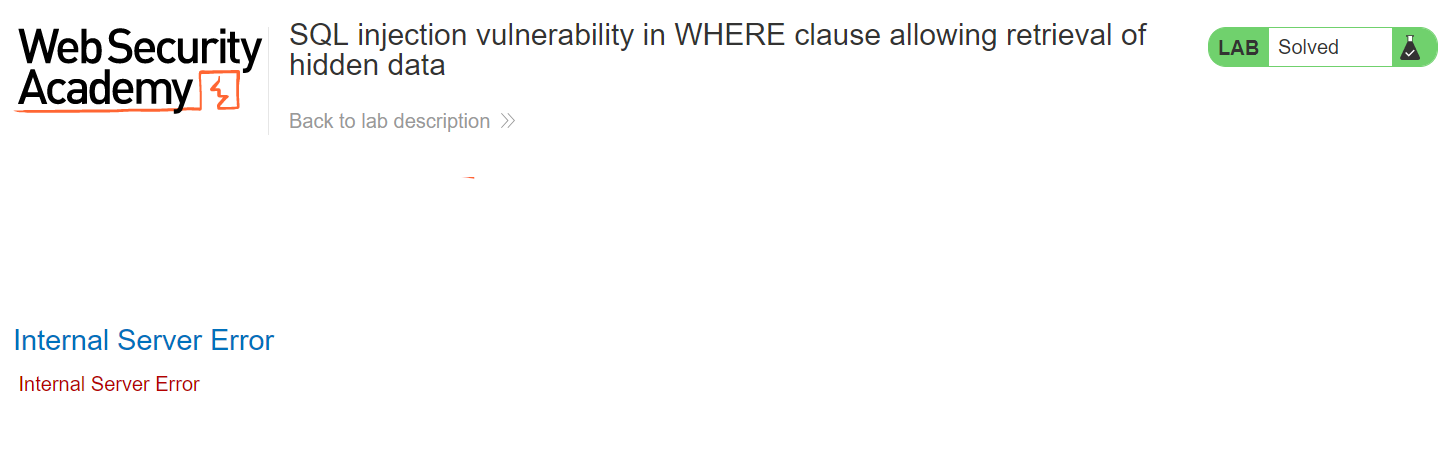 Web Security
Academy
SQL injection vulnerability in WHERE clause allowing retrieval of
hidden data
Back to lab description
LAB Solved
Internal Server Error
Internal Server Error